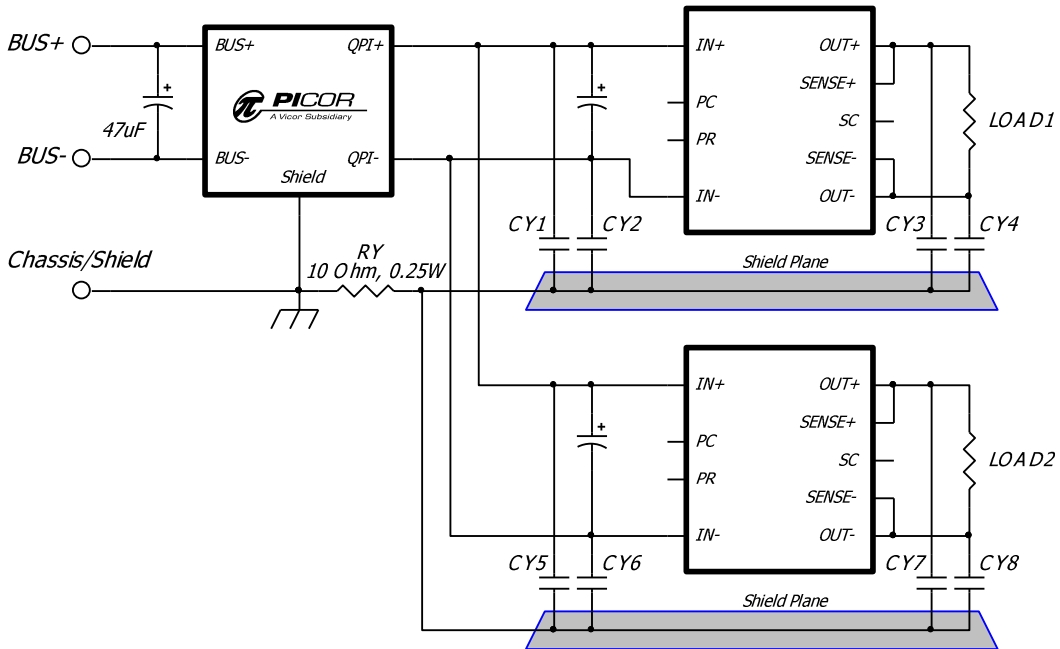 BUS+
BUS+
QPI+
IN+
OUT+
SENSE+
PC
PICOR
A Vicor Subsidiary
47uF
SC
LOAD1
PR
BUS-
BUS-
QPI-
SENSE-
Shield
IN-
OUT-
CY1
CY2
CY3
CY4
Chassis/Shield
RY
10 Ohm, 0.25W
Shield Plane
IN+
OUT+
SENSE+
PC
SC
LOAD2
PR
SENSE-
IN-
OUT-
CY5
CY6
CY7
CY8
Shield Plane